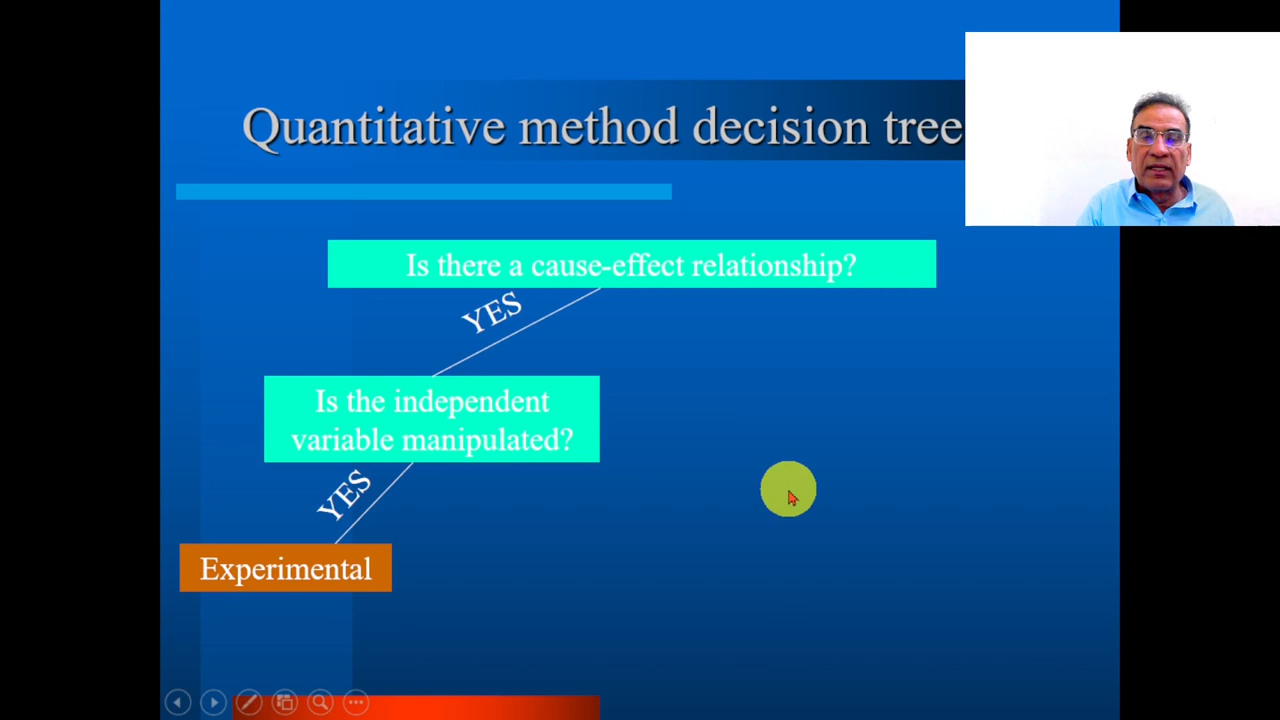 Quantitative method decision tree
Is there a cause-effect relationship?
YES
Is the independent
variable manipulated?
YES
Experimental